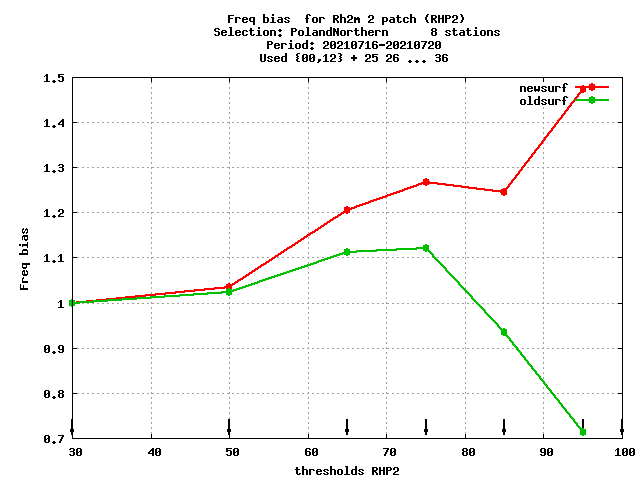 Freq bias  for Rh2m 2 patch (RHP2)
Selection: PolandNorthern      8 stations
Period: 20210716-20210720
Used {00,12} + 25 26 ... 36
1.5
1.4
1.3
1.2
1.1
1
0.9
0.8
0.7
Freq bias
newsurf
oldsurf
30 40 50 60 70 80 90 100
thresholds RHP2